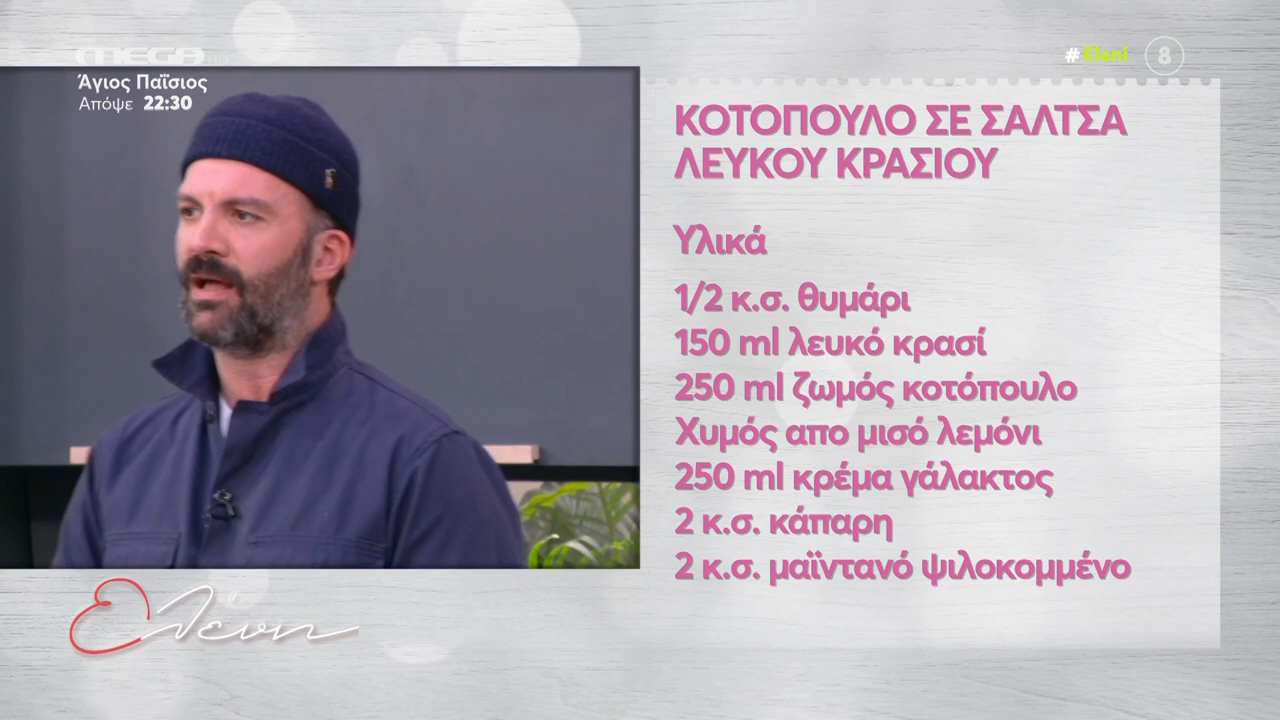 MEGA
Άγιος Παΐσιος
Απόψε 22:30
#Eleni
8
ΚΟΤΟΠΟΥΛΟ ΣΕ ΣΑΛΤΣΑ
ΛΕΥΚΟΥ ΚΡΑΣΙΟΥ
Υλικά
1/2 κ.σ. θυμάρι
150 ml λευκό κρασί
250 ml ζωμός κοτόπουλο
Χυμός απο μισό λεμόνι
250 ml κρέμα γάλακτος
2 κ.σ. κάπαρη
2 κ.σ. μαϊντανό ψιλοκομμένο
Ελένη